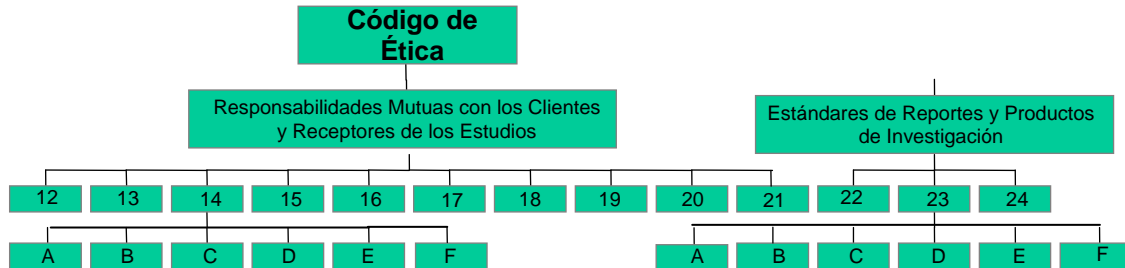 Código de
Ética
Responsabilidades Mutuas con los Clientes
y Receptores de los Estudios
Estándares de Reportes y Productos
de Investigación
12 13 14 15 16 17 18 19 20 21 22 23 24
A B C D E F A B C D E F